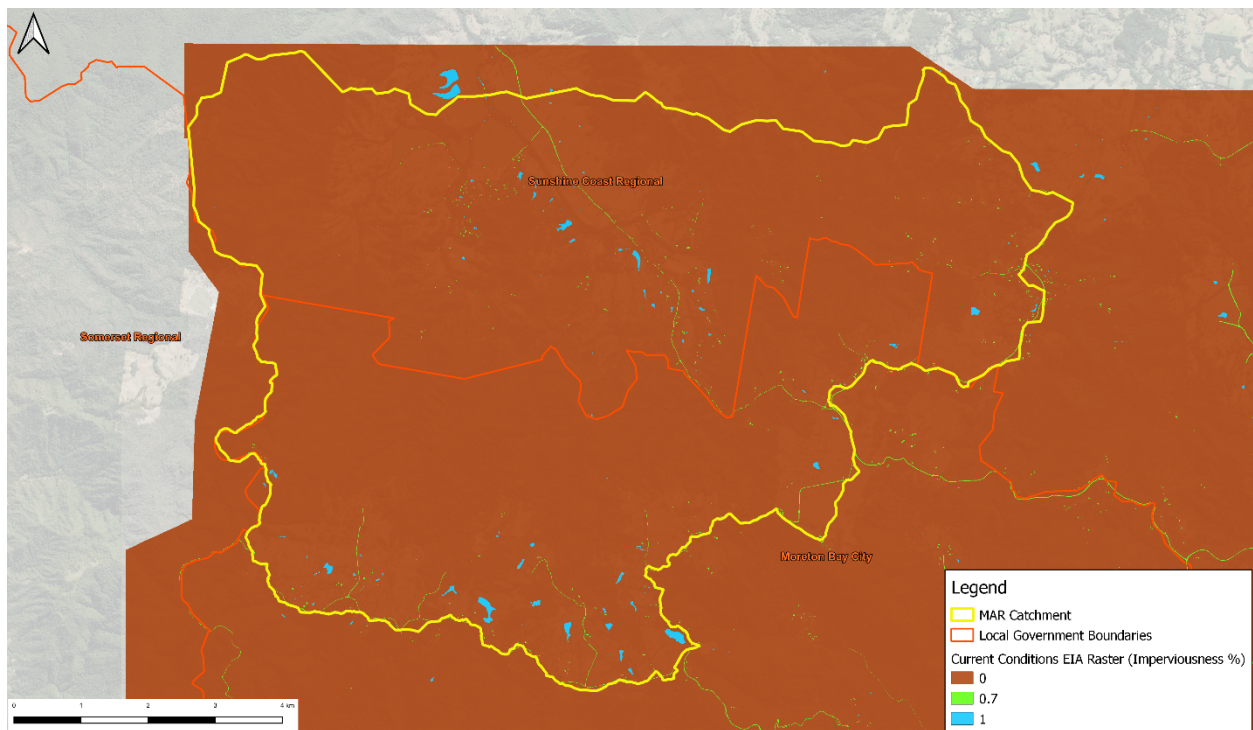 Sunshine Coast Regional
Somerset Regional
Moreton Bay City
Legend
MAR Catchment
Local Government Boundaries
Current Conditions EIA Raster (Imperviousness %)
0
0.7
1
0 1 2 3 4 km